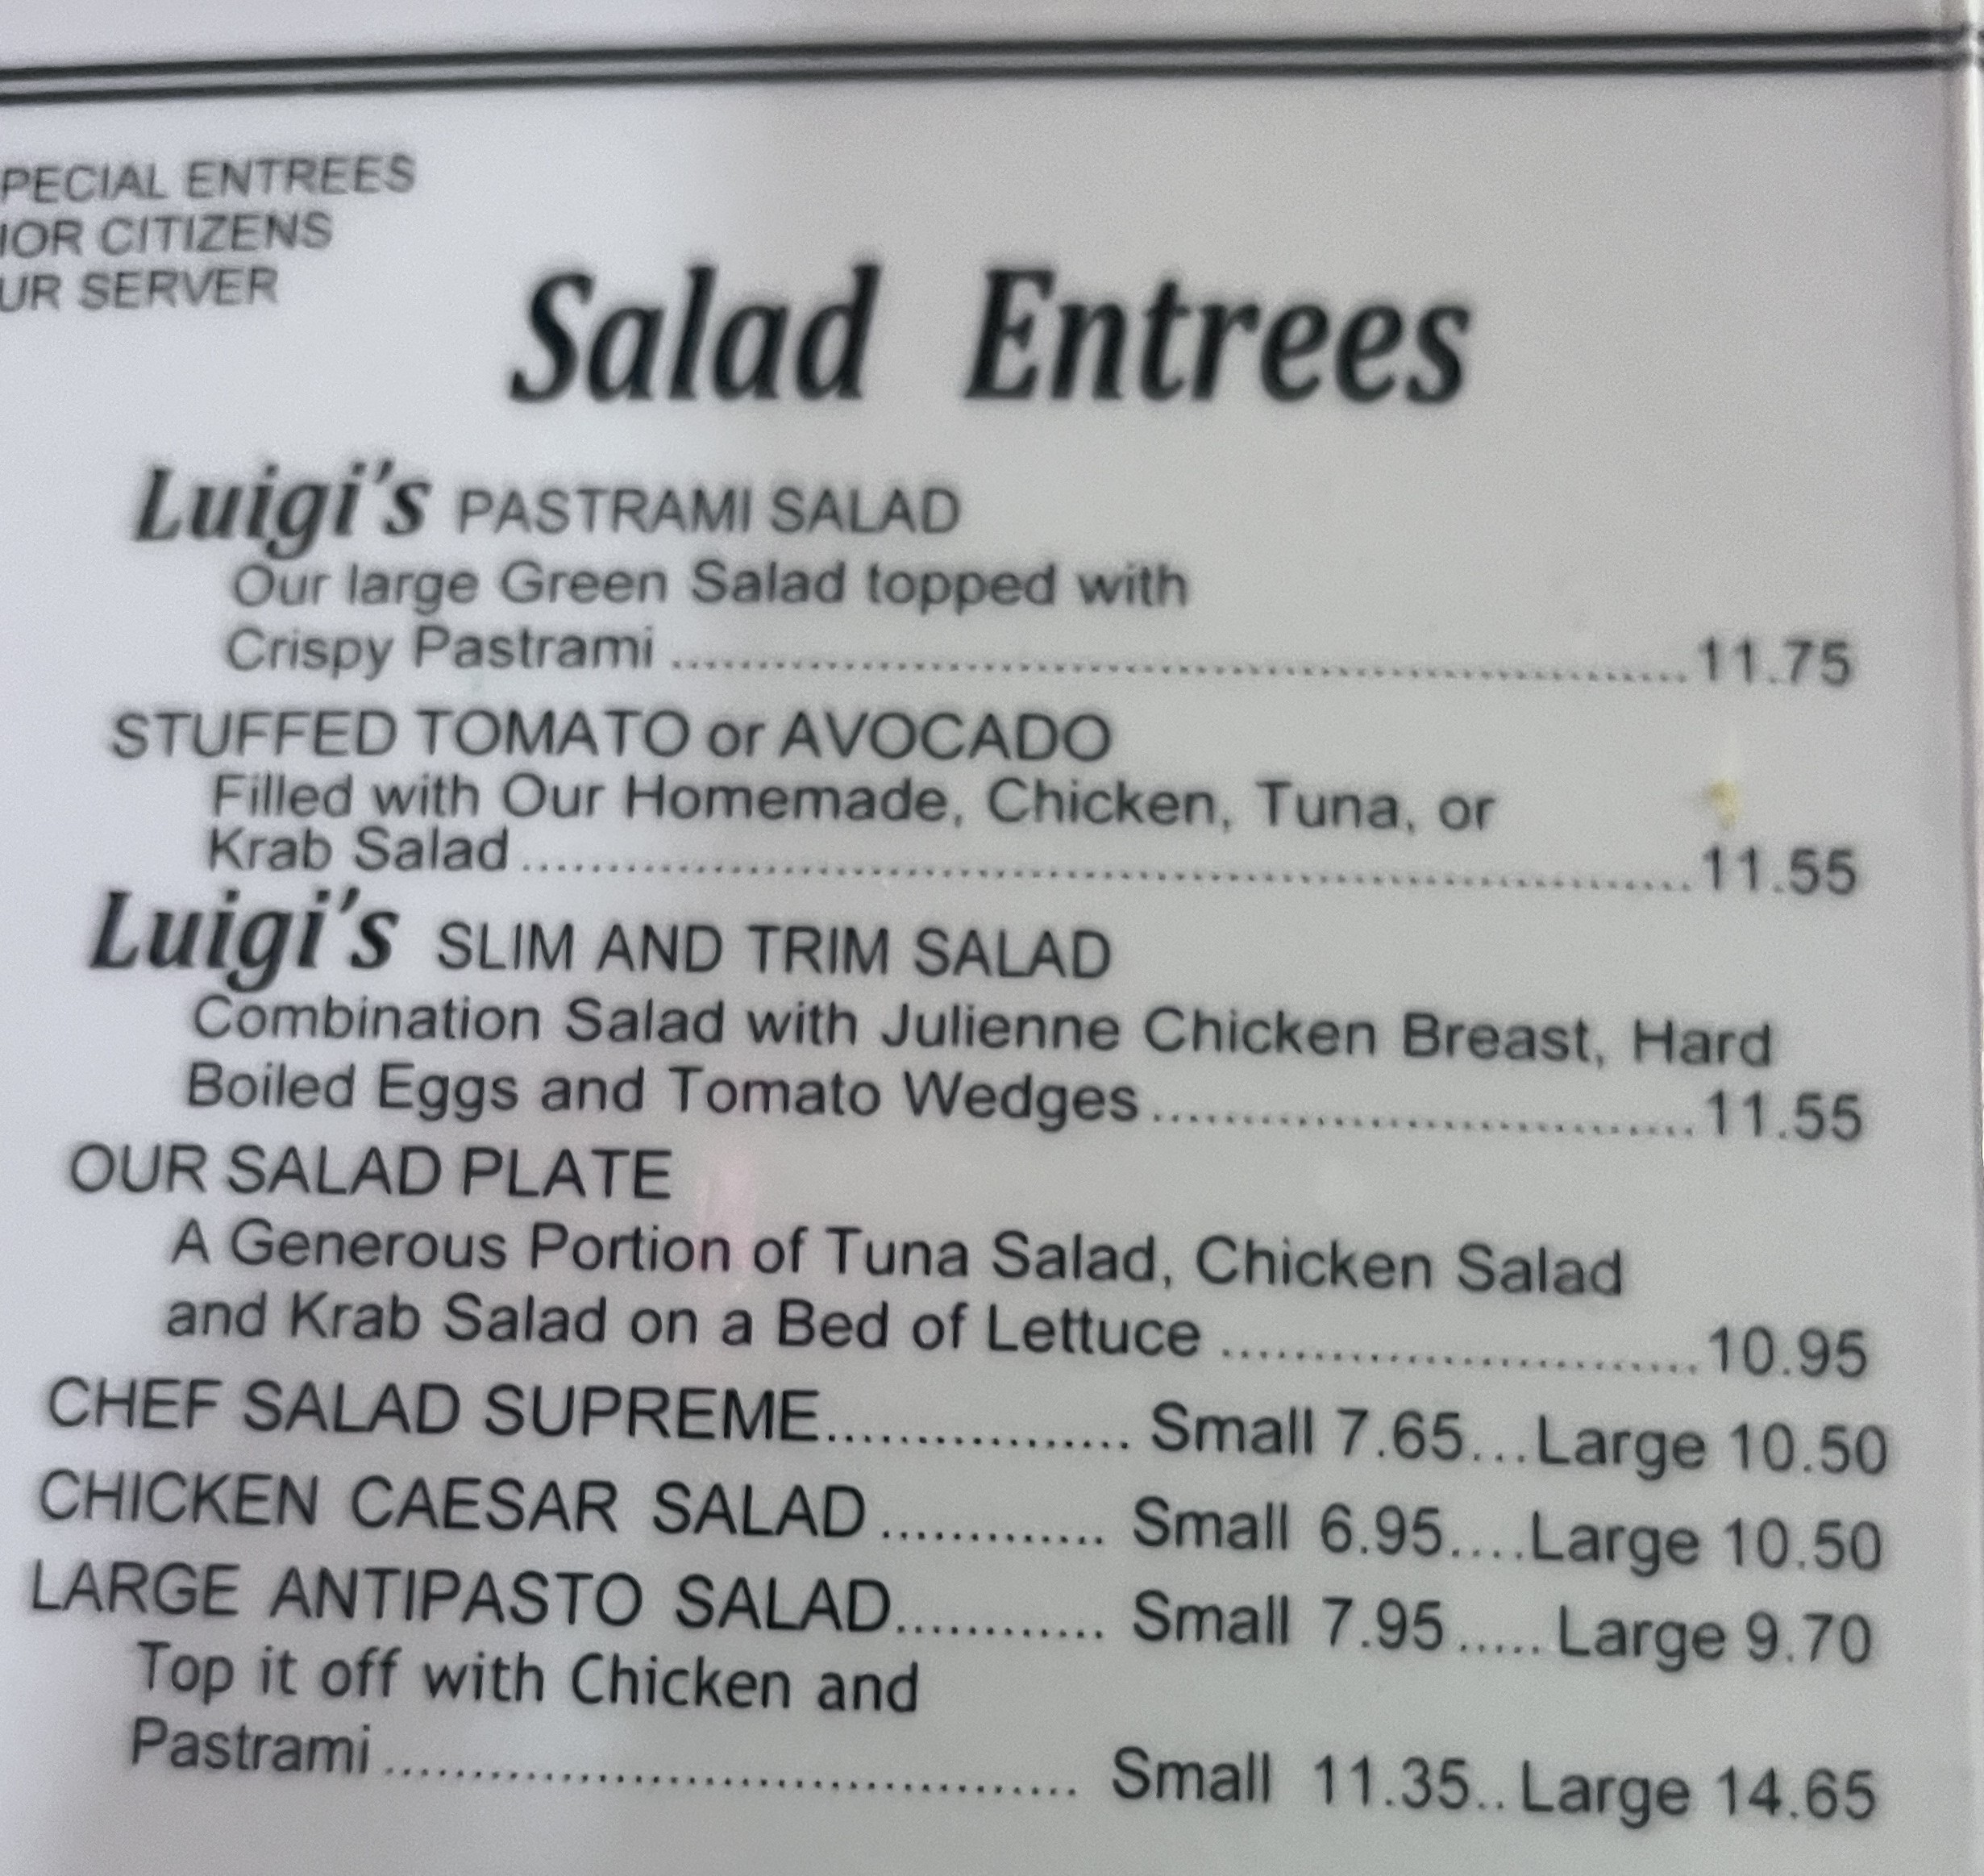 PECIAL ENTREES
IOR CITIZENS
UR SERVER
Salad Entrees
Luigi's PASTRAMI SALAD
Our large Green Salad topped with
Crispy Pastrami ........................................................11.75
STUFFED TOMATO or AVOCADO
Filled with Our Homemade, Chicken, Tuna, or
Krab Salad................................................................11.55
Luigi's SLIM AND TRIM SALAD
Combination Salad with Julienne Chicken Breast, Hard
Boiled Eggs and Tomato Wedges..............................11.55
OUR SALAD PLATE
A Generous Portion of Tuna Salad, Chicken Salad
and Krab Salad on a Bed of Lettuce ..........................10.95
CHEF SALAD SUPREME................. Small 7.65...Large 10.50
CHICKEN CAESAR SALAD............. Small 6.95....Large 10.50
LARGE ANTIPASTO SALAD............ Small 7.95..... Large 9.70
Top it off with Chicken and
Pastrami....................................... Small 11.35..Large 14.65